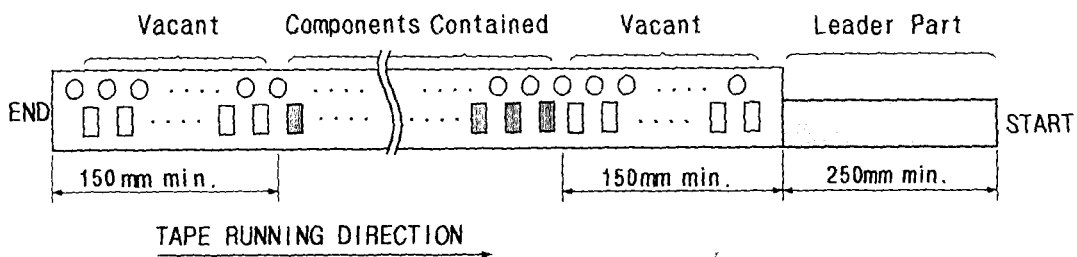 Vacant Components Contained Vacant Leader Part
END START
150mm min. 150mm min. 250mm min.
TAPE RUNNING DIRECTION